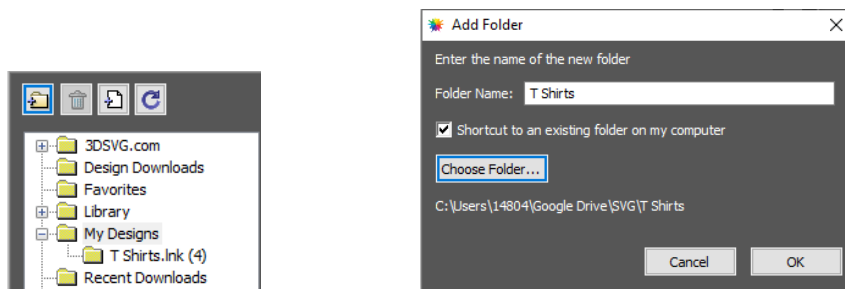 3DSVG.com
Design Downloads
Favorites
Library
My Designs
T Shirts.lnk (4)
Recent Downloads
Add Folder
Enter the name of the new folder
Folder Name: T Shirts
Shortcut to an existing folder on my computer
Choose Folder...
C:\Users\14804\Google Drive\SVG\T Shirts
Cancel OK